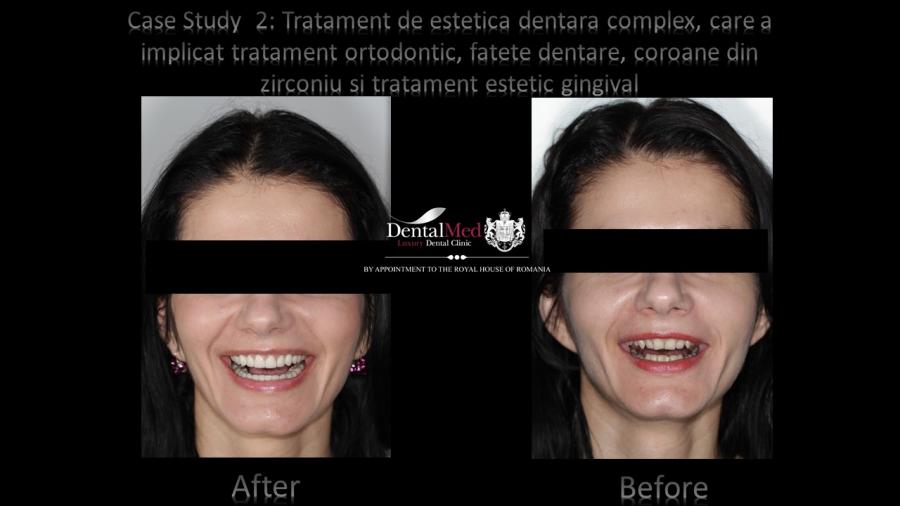 Case Study 2: Tratament de estetica dentara complex, care a
implicat tratament ortodontic, fatete dentare, coroane din
zirconiu si tratament estetic gingival
DentalMed
Luxury Dental Clinic
BY APPOINTMENT TO THE ROYAL HOUSE OF ROMANIA
After
Before